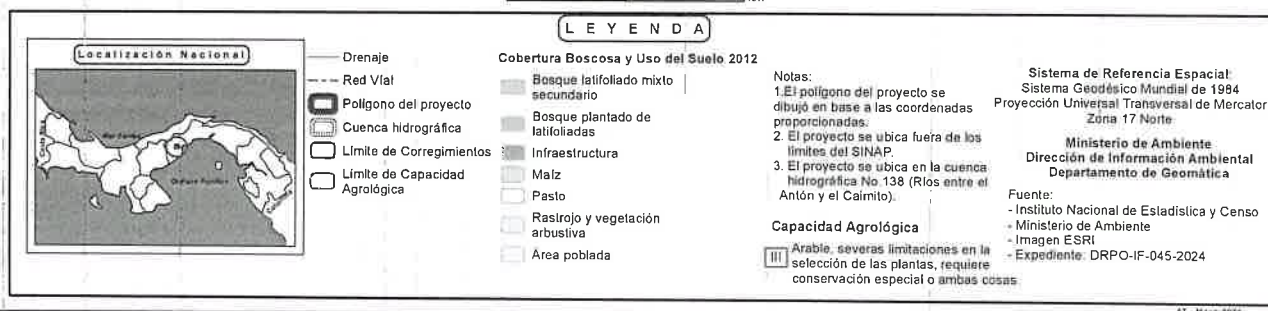 LEYENDA
Localización Nacional
Drenaje
Red Vial
Polígono del proyecto
Cuenca hidrográfica
Límite de Corregimientos
Límite de Capacidad
Agrológica
Cobertura Boscosa y Uso del Suelo 2012
Bosque latifoliado mixto
secundario
Bosque plantado de
latifoliadas
Infraestructura
Maíz
Pasto
Rastrojo y vegetación
arbustiva
Área poblada
Notas:
1.El polígono del proyecto se
dibujó en base a las coordenadas
proporcionadas.
2. El proyecto se ubica fuera de los
límites del SINAP.
3. El proyecto se ubica en la cuenca
hidrográfica No.138 (Ríos entre el
Antón y el Caimito).
Capacidad Agrológica
III
Arable, severas limitaciones en la
selección de las plantas, requiere
conservación especial o ambas cosas
Sistema de Referencia Espacial:
Sistema Geodésico Mundial de 1984
Proyección Universal Transversal de Mercator
Zona 17 Norte
Ministerio de Ambiente
Dirección de Información Ambiental
Departamento de Geomática
Fuente:
- Instituto Nacional de Estadística y Censo
- Ministerio de Ambiente
- Imagen ESRI
- Expediente: DRPO-IF-045-2024